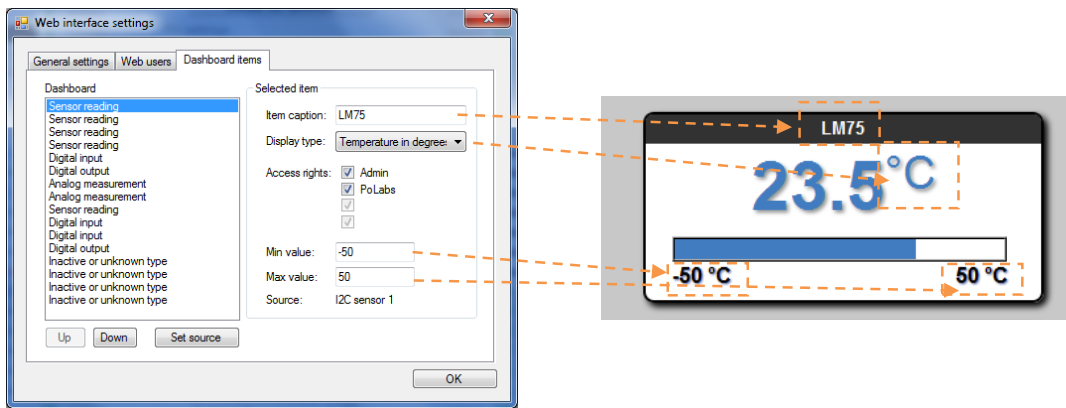 Web interface settings
General settings
Web users
Dashboard items
Dashboard
Sensor reading
Sensor reading
Sensor reading
Sensor reading
Digital input
Digital output
Analog measurement
Analog measurement
Sensor reading
Digital input
Digital input
Digital output
Inactive or unknown type
Inactive or unknown type
Inactive or unknown type
Inactive or unknown type
Up
Down
Set source
Selected item
Item caption: LM75
Display type: Temperature in degree
Access rights: Admin
PoLabs
Min value: -50
Max value: 50
Source: I2C sensor 1
OK
LM75
23.5 °C
-50 °C
50 °C